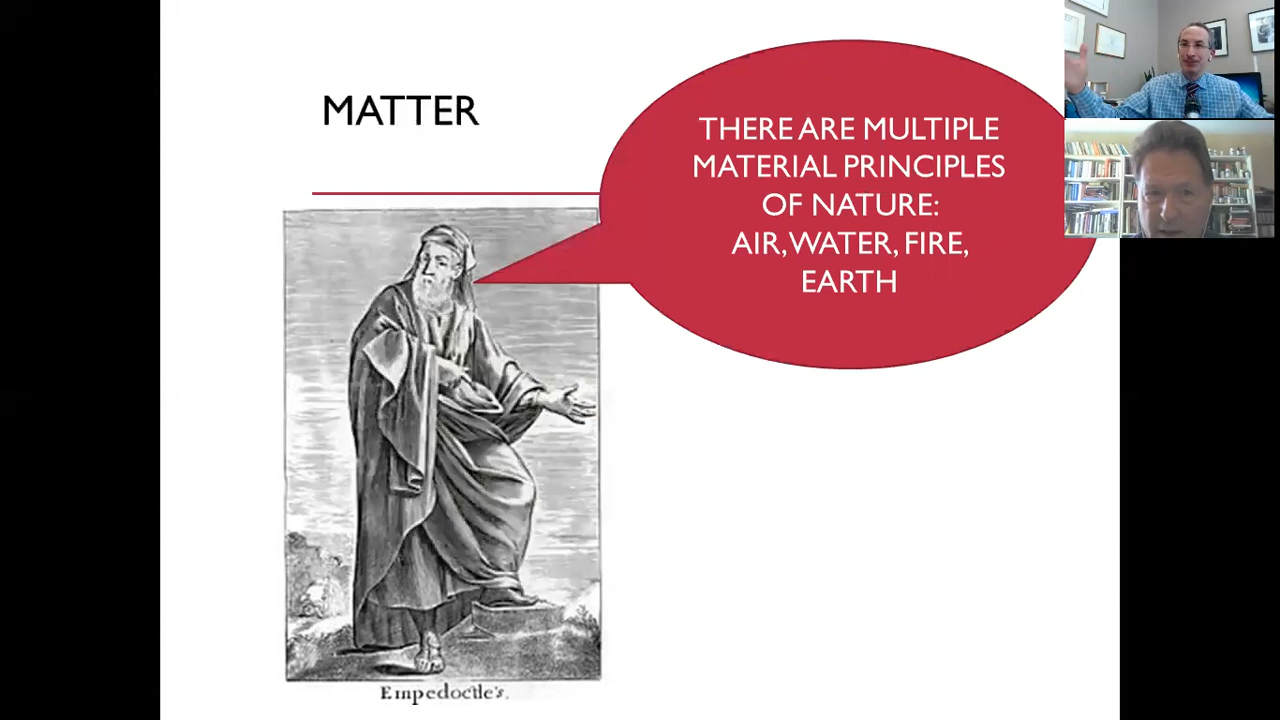 MATTER
THERE ARE MULTIPLE
MATERIAL PRINCIPLES
OF NATURE:
AIR, WATER, FIRE,
EARTH
Empedocle's.